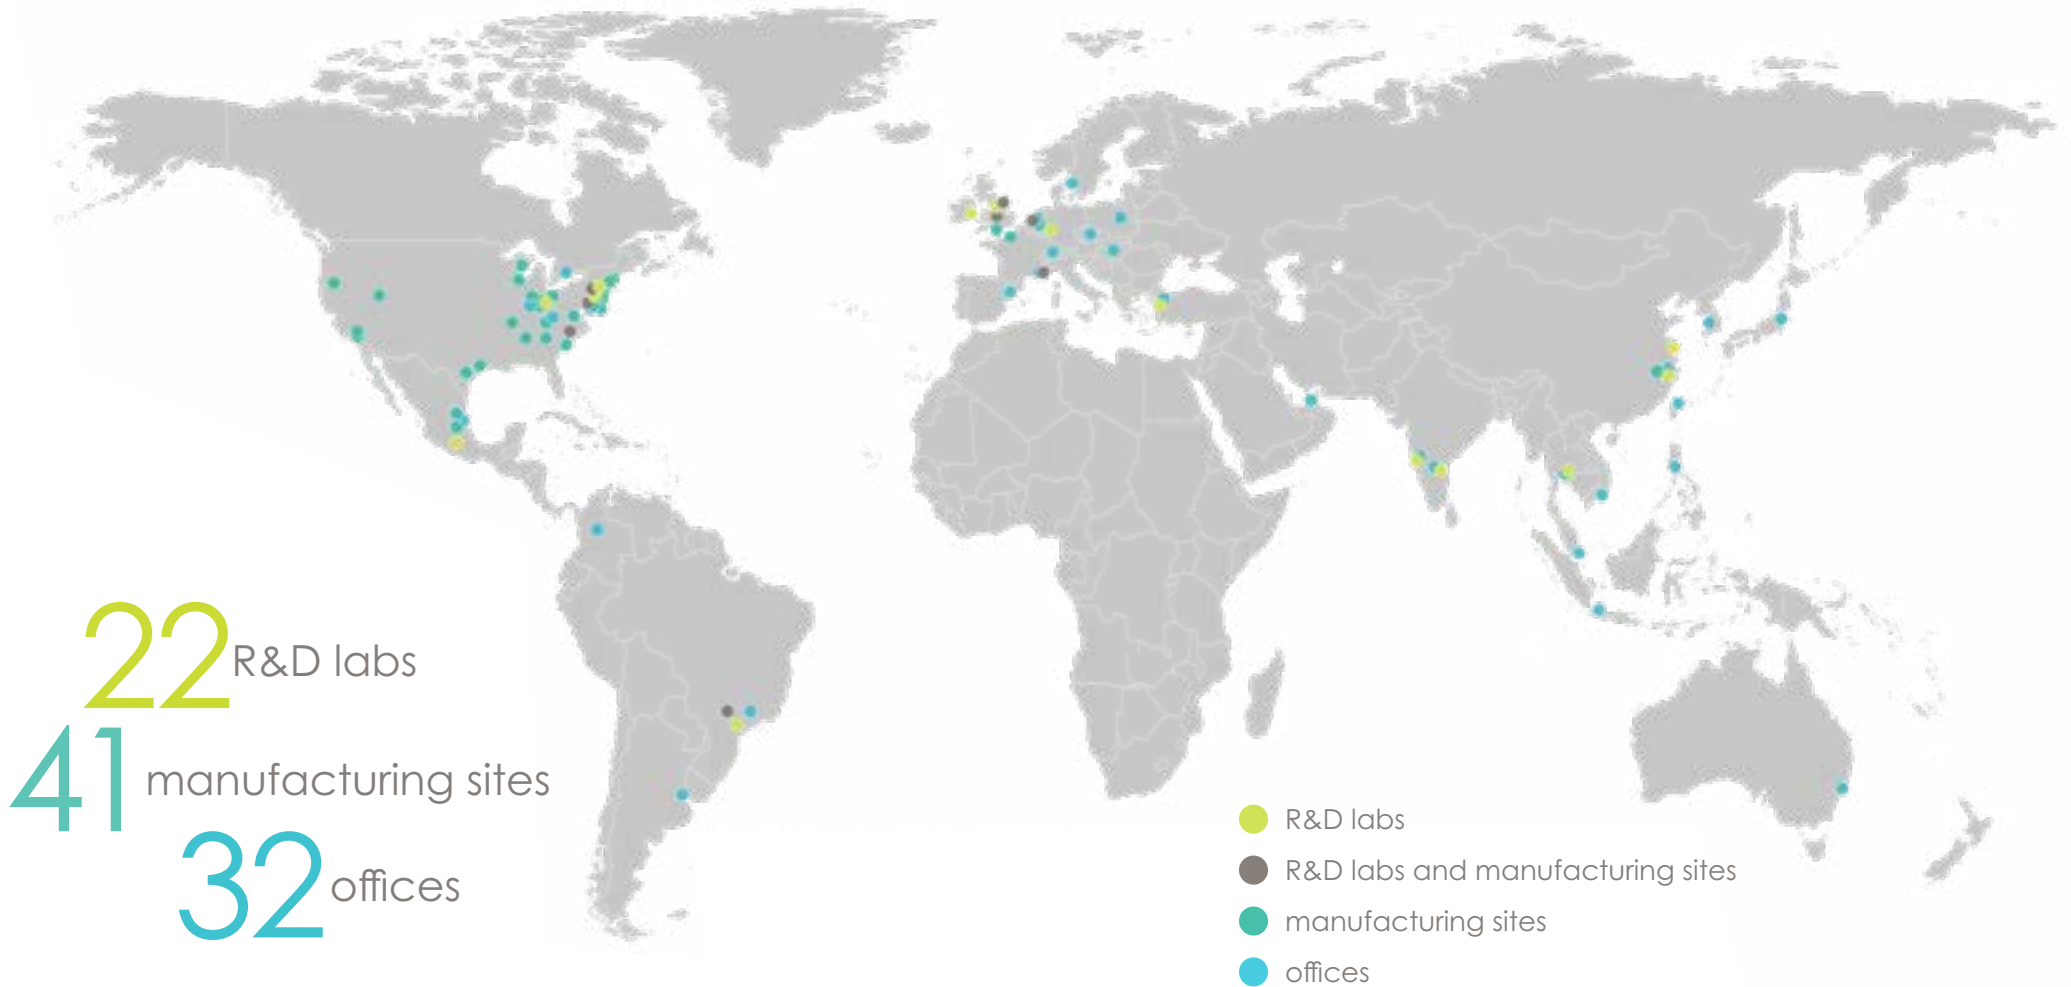 22 R&D labs
41 manufacturing sites
32 offices
R&D labs
R&D labs and manufacturing sites
manufacturing sites
offices